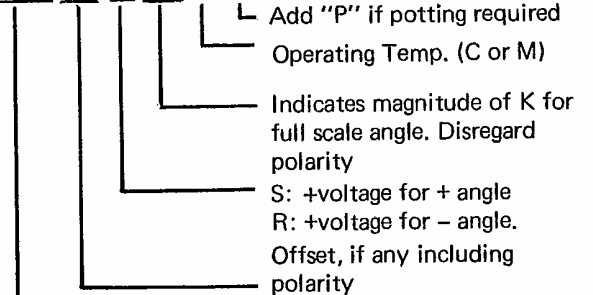 Add "P" if potting required
Operating Temp. (C or M)
Indicates magnitude of K for
full scale angle. Disregard
polarity
S: +voltage for + angle
R: +voltage for – angle.
Offset, if any including
polarity